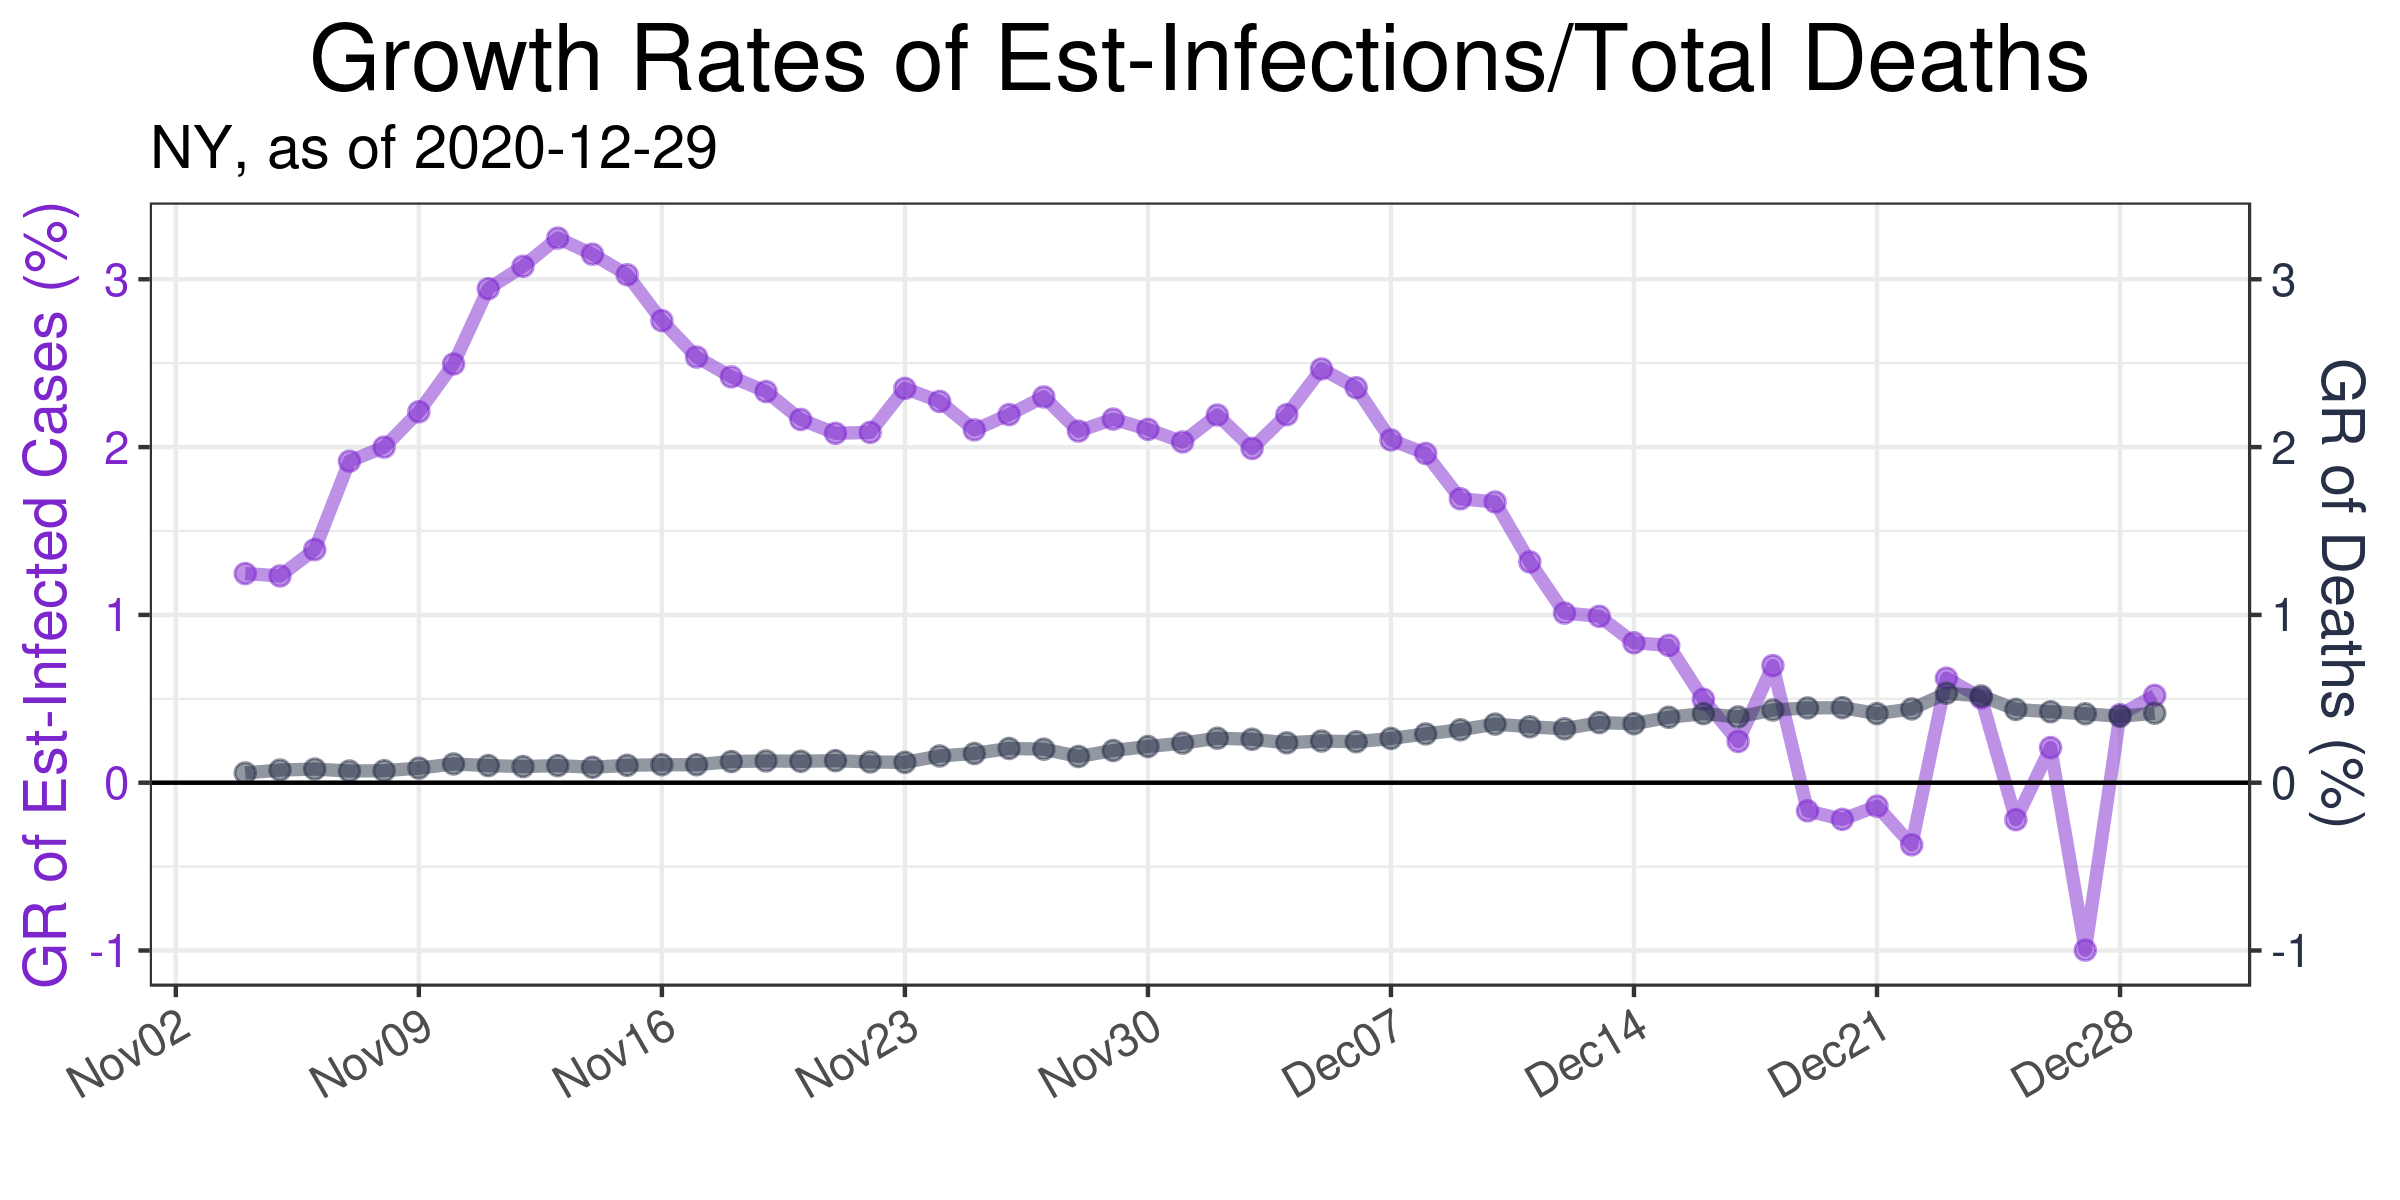 Growth Rates of Est-Infections/Total Deaths
NY, as of 2020-12-29
GR of Est-Infected Cases (%)
3
2
1
0
-1
3
2
1
0
-1
GR of Deaths (%)
Nov02
Nov09
Nov16
Nov23
Nov30
Dec07
Dec14
Dec21
Dec28